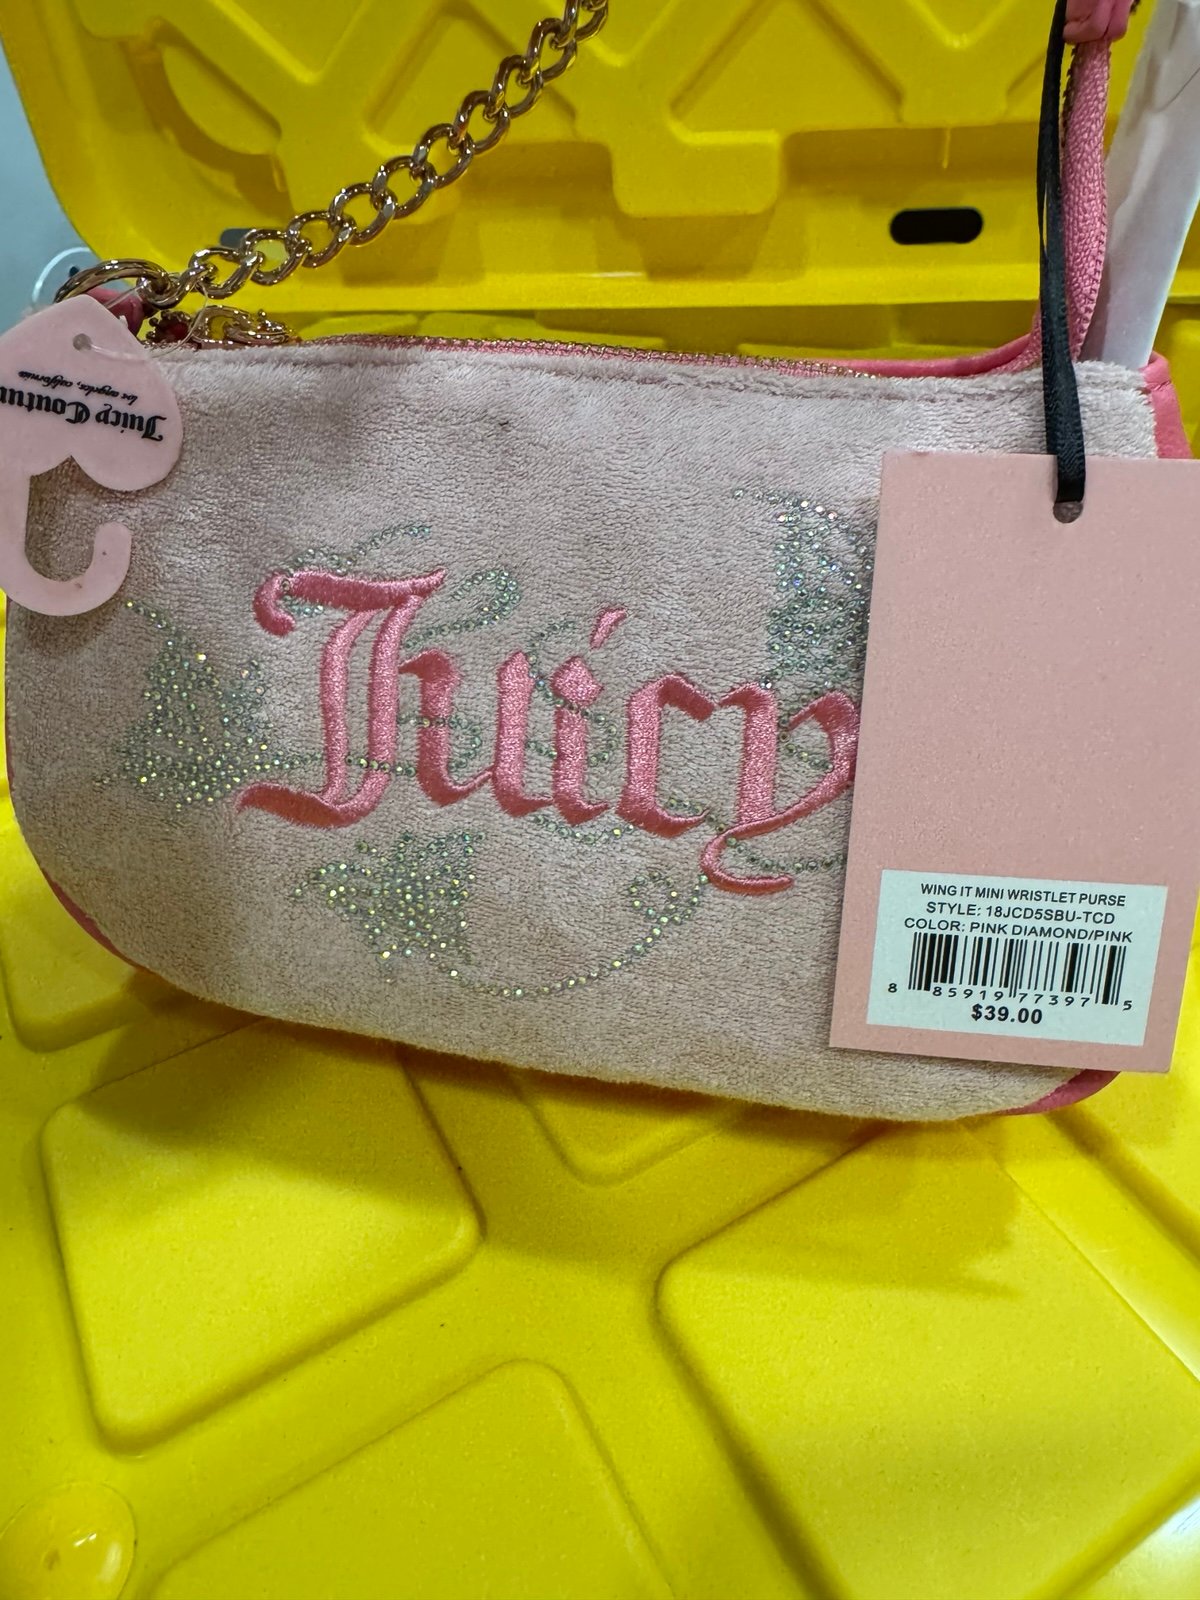 Juicy Coutu
los angeles, california
Juicy
WING IT MINI WRISTLET PURSE
STYLE: 18JCD5SBU-TCD
COLOR: PINK DIAMOND/PINK
8 85919 77397 5
$39.00